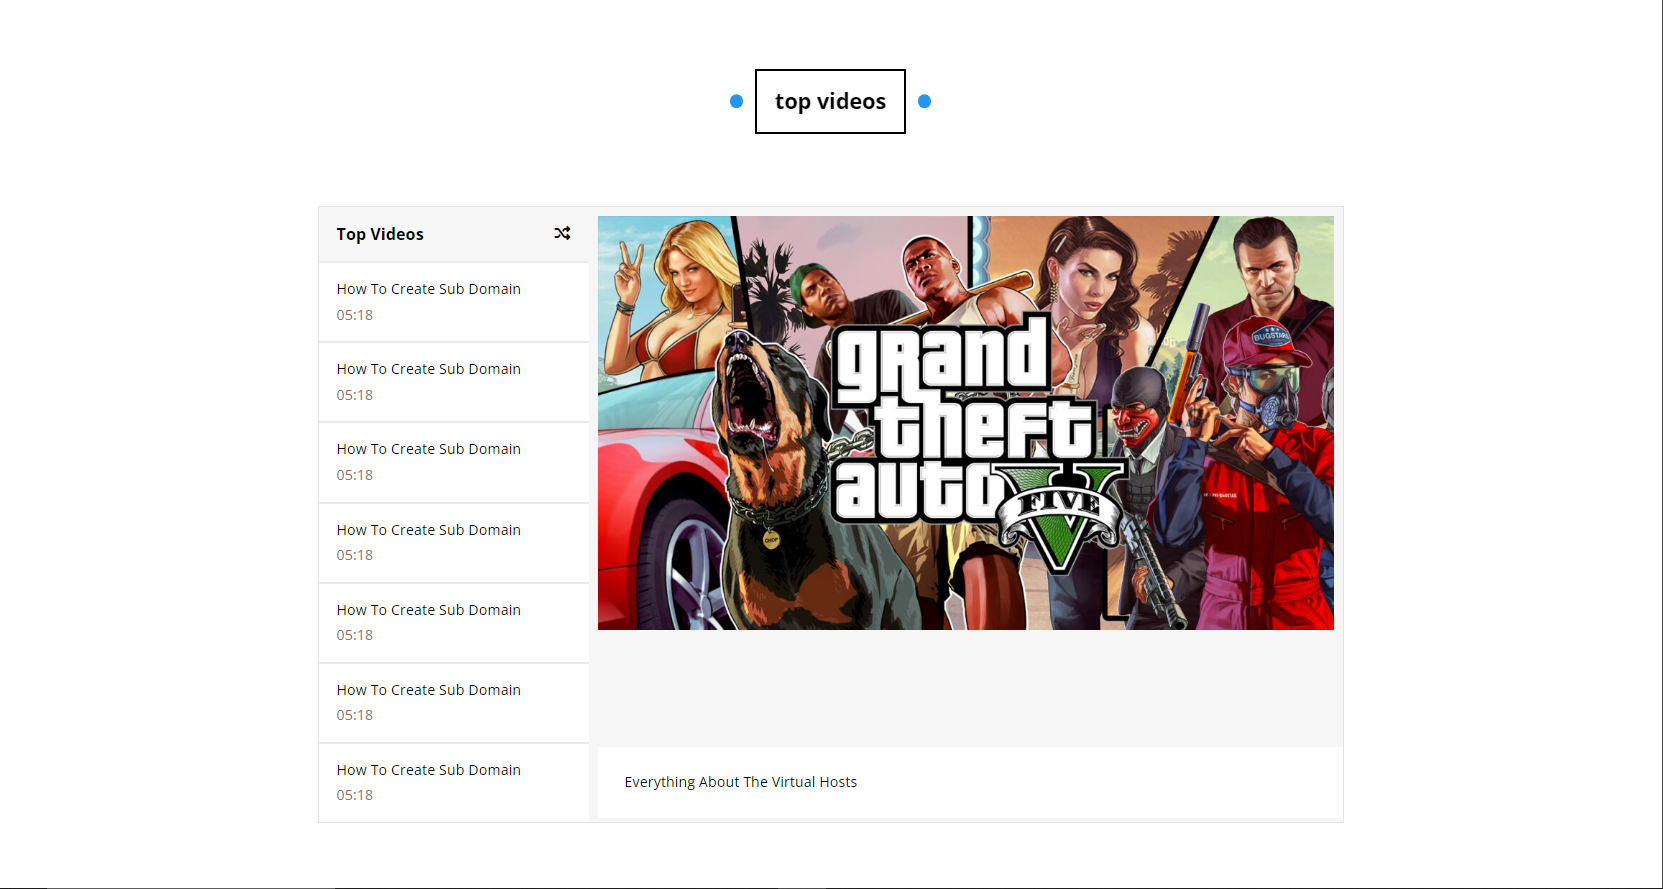 top videos
Top Videos
How To Create Sub Domain
05:18
How To Create Sub Domain
05:18
How To Create Sub Domain
05:18
How To Create Sub Domain
05:18
How To Create Sub Domain
05:18
How To Create Sub Domain
05:18
How To Create Sub Domain
05:18
grand
theft
auto V
FIVE
BUGSTARS
CHOP
Everything About The Virtual Hosts